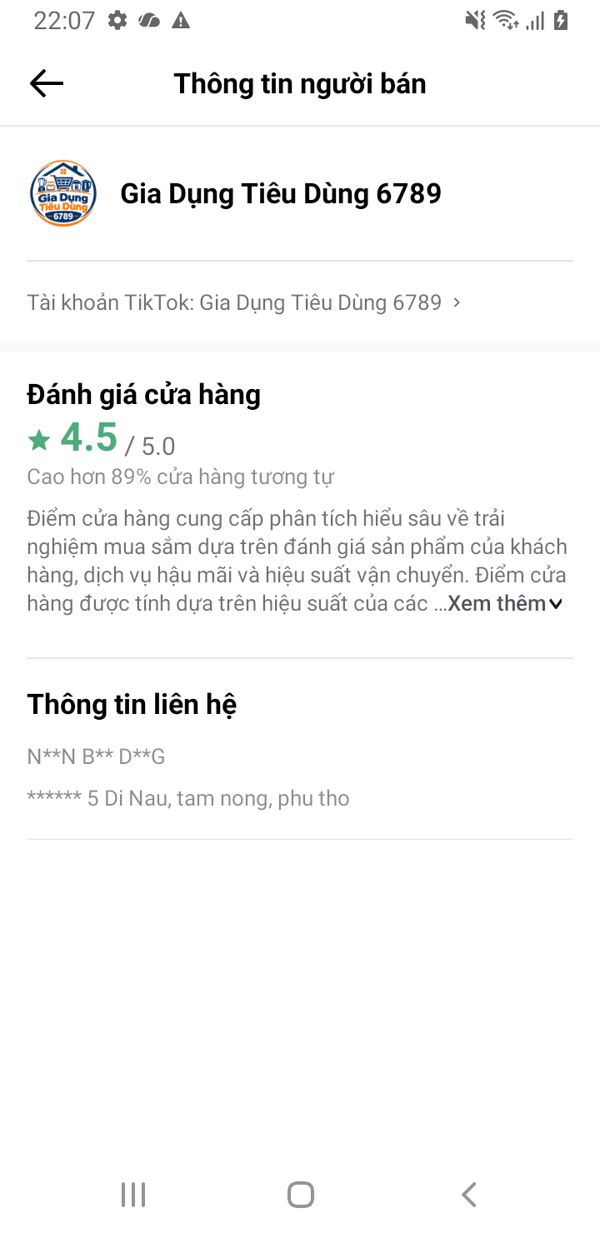 22:07
Thông tin người bán
Gia Dụng
Tiêu Dùng
6789
Gia Dụng Tiêu Dùng 6789
Tài khoản TikTok: Gia Dụng Tiêu Dùng 6789 >
Đánh giá cửa hàng
★ 4.5 / 5.0
Cao hơn 89% cửa hàng tương tự
Điểm cửa hàng cung cấp phân tích hiểu sâu về trải
nghiệm mua sắm dựa trên đánh giá sản phẩm của khách
hàng, dịch vụ hậu mãi và hiệu suất vận chuyển. Điểm cửa
hàng được tính dựa trên hiệu suất của các ...Xem thêm
Thông tin liên hệ
N**N B** D**G
****** 5 Di Nau, tam nong, phu tho